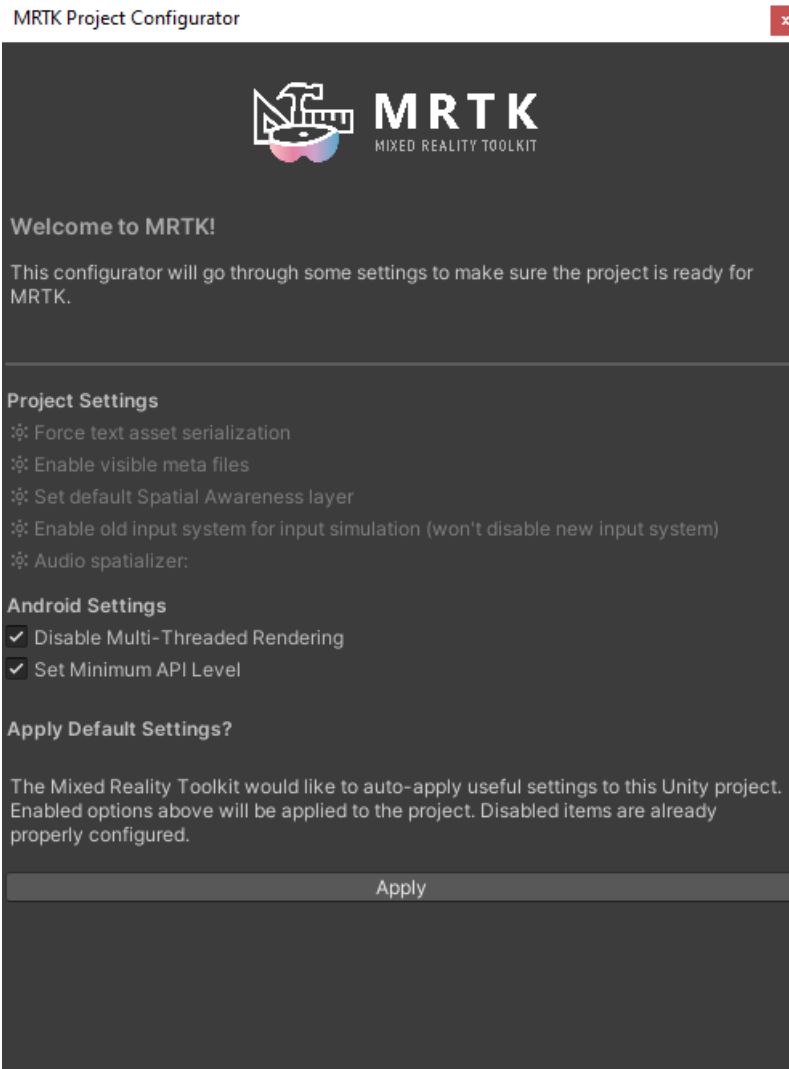 MRTK Project Configurator
x
MRTK
MIXED REALITY TOOLKIT
Welcome to MRTK!
This configurator will go through some settings to make sure the project is ready for
MRTK.
Project Settings
Force text asset serialization
Enable visible meta files
Set default Spatial Awareness layer
Enable old input system for input simulation (won't disable new input system)
Audio spatializer:
Android Settings
Disable Multi-Threaded Rendering
Set Minimum API Level
Apply Default Settings?
The Mixed Reality Toolkit would like to auto-apply useful settings to this Unity project.
Enabled options above will be applied to the project. Disabled items are already
properly configured.
Apply